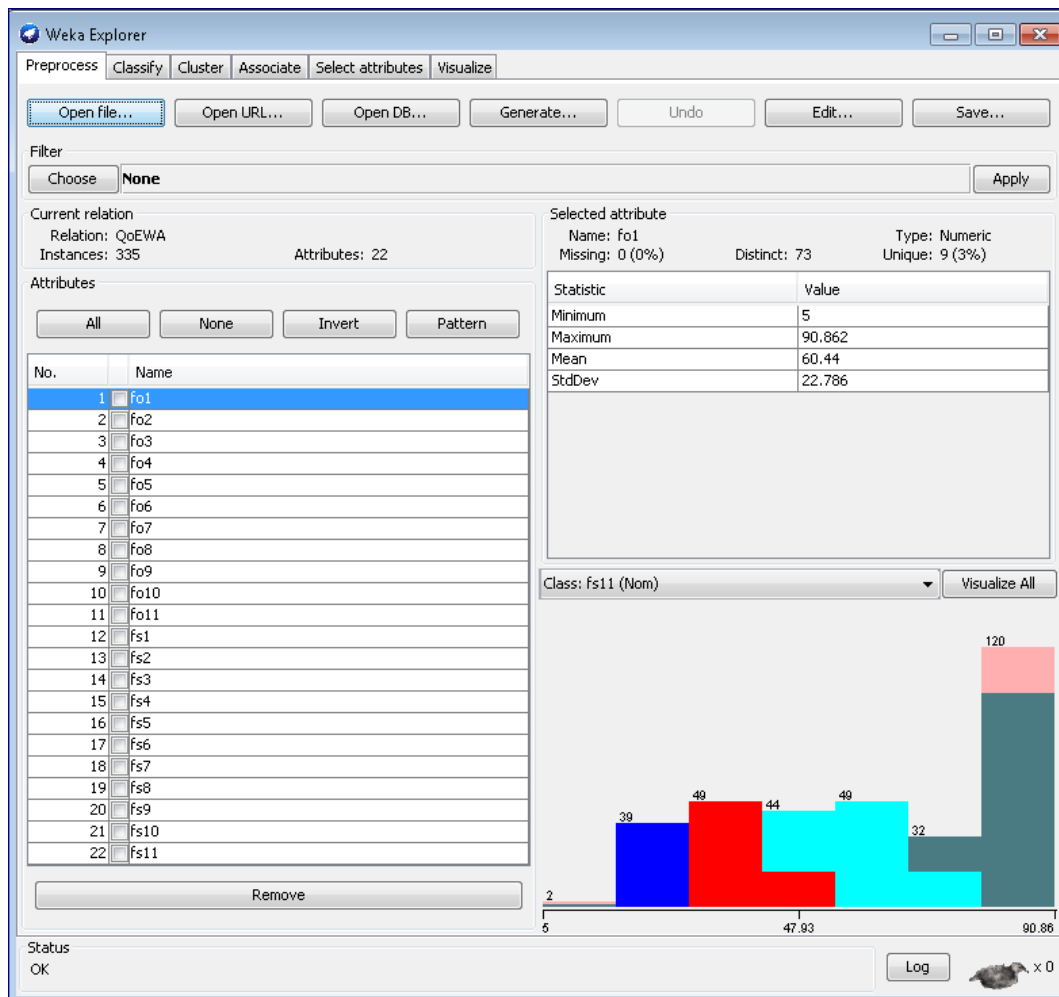 Weka Explorer
Preprocess Classify Cluster Associate Select attributes Visualize
Open file... Open URL... Open DB... Generate... Undo Edit... Save...
Filter
Choose None Apply
Current relation
Relation: QoEWA
Instances: 335 Attributes: 22
Attributes
All None Invert Pattern
No. Name
1 fo1
2 fo2
3 fo3
4 fo4
5 fo5
6 fo6
7 fo7
8 fo8
9 fo9
10 fo10
11 fo11
12 fs1
13 fs2
14 fs3
15 fs4
16 fs5
17 fs6
18 fs7
19 fs8
20 fs9
21 fs10
22 fs11
Remove
Selected attribute
Name: fo1 Type: Numeric
Missing: 0 (0%) Distinct: 73 Unique: 9 (3%)
Statistic Value
Minimum 5
Maximum 90.862
Mean 60.44
StdDev 22.786
Class: fs11 (Nom) Visualize All
2 39 49 44 49 32 120
5 47.93 90.86
Status
OK Log x 0